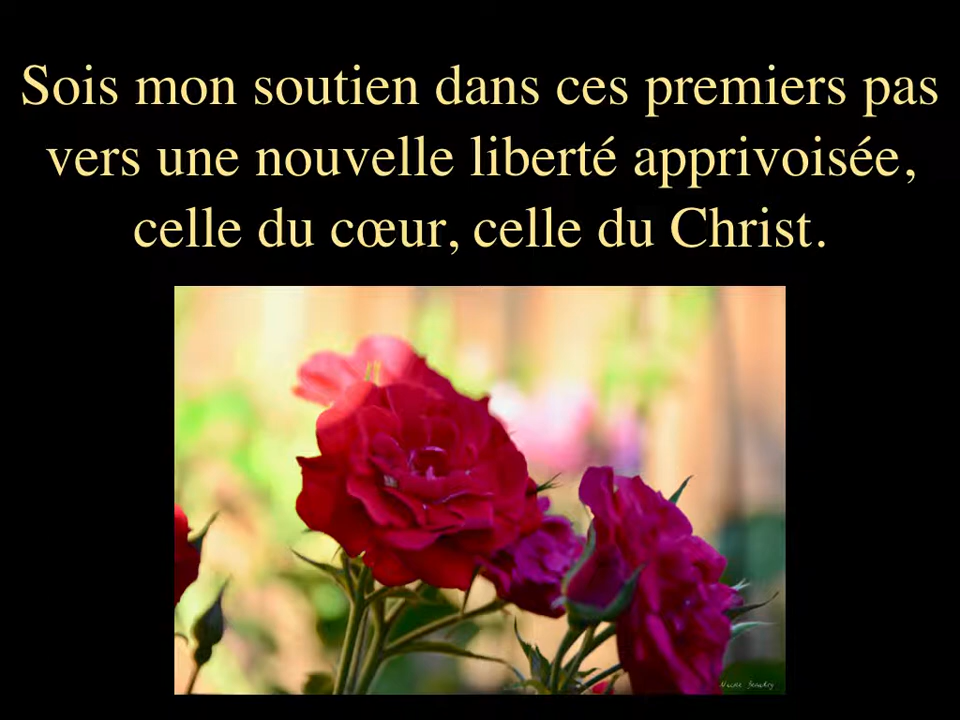 Sois mon soutien dans ces premiers pas
vers une nouvelle liberté apprivoisée,
celle du cœur, celle du Christ.